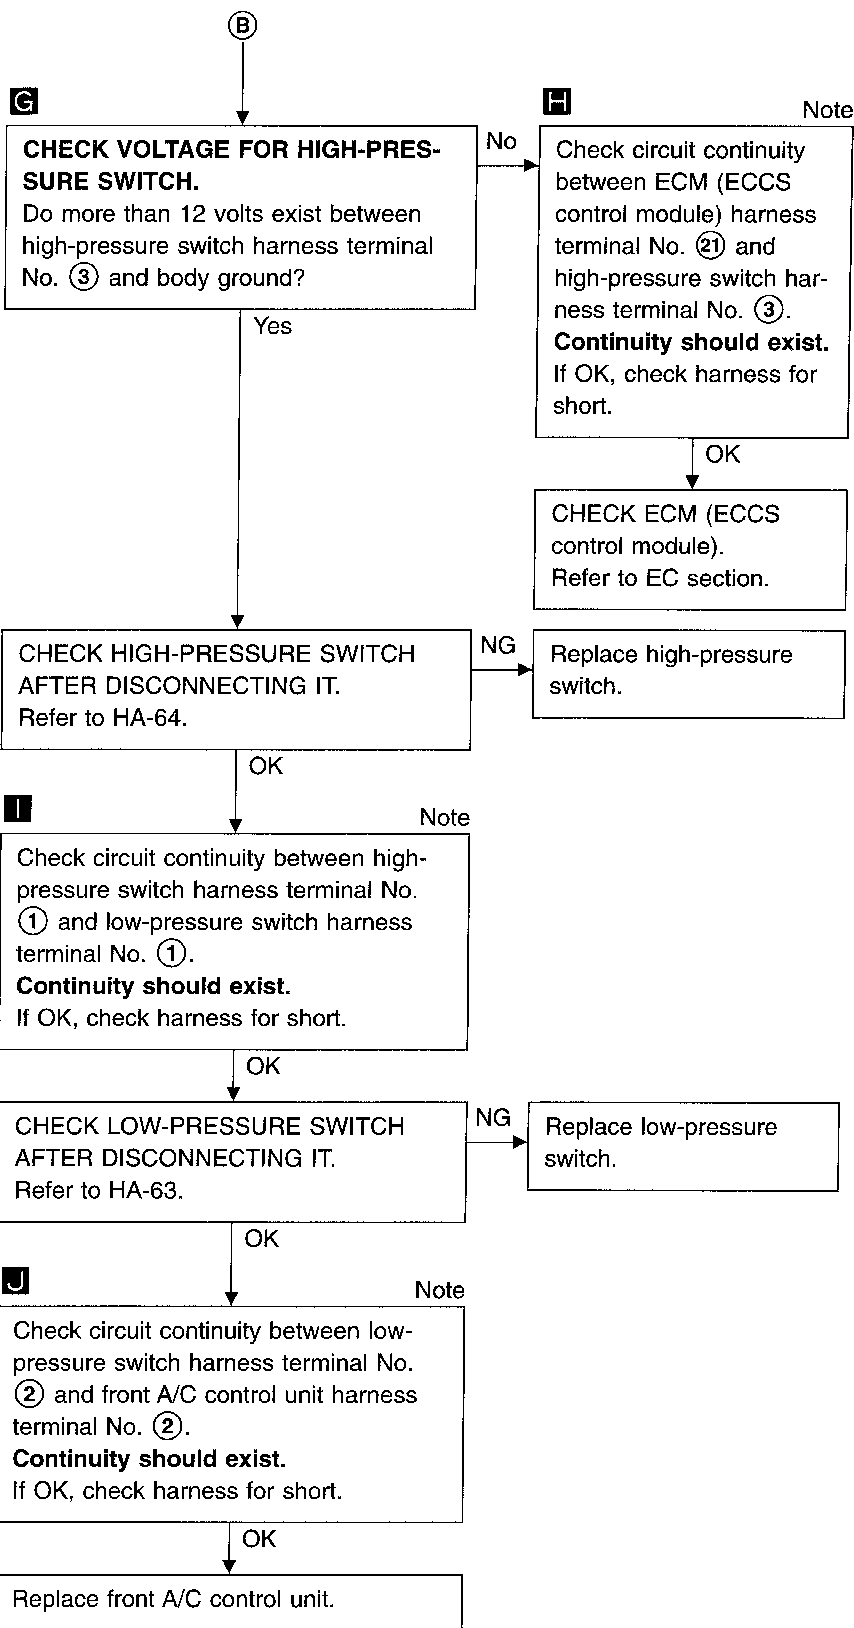 B
G
CHECK VOLTAGE FOR HIGH-PRES-
SURE SWITCH.
Do more than 12 volts exist between
high-pressure switch harness terminal
No. ③ and body ground?
No
H
Note
Check circuit continuity
between ECM (ECCS
control module) harness
terminal No. ㉑ and
high-pressure switch har-
ness terminal No. ③.
Continuity should exist.
If OK, check harness for
short.
Yes
OK
CHECK ECM (ECCS
control module).
Refer to EC section.
CHECK HIGH-PRESSURE SWITCH
AFTER DISCONNECTING IT.
Refer to HA-64.
NG
Replace high-pressure
switch.
OK
I
Note
Check circuit continuity between high-
pressure switch harness terminal No.
① and low-pressure switch harness
terminal No. ①.
Continuity should exist.
If OK, check harness for short.
OK
CHECK LOW-PRESSURE SWITCH
AFTER DISCONNECTING IT.
Refer to HA-63.
NG
Replace low-pressure
switch.
OK
J
Note
Check circuit continuity between low-
pressure switch harness terminal No.
② and front A/C control unit harness
terminal No. ②.
Continuity should exist.
If OK, check harness for short.
OK
Replace front A/C control unit.